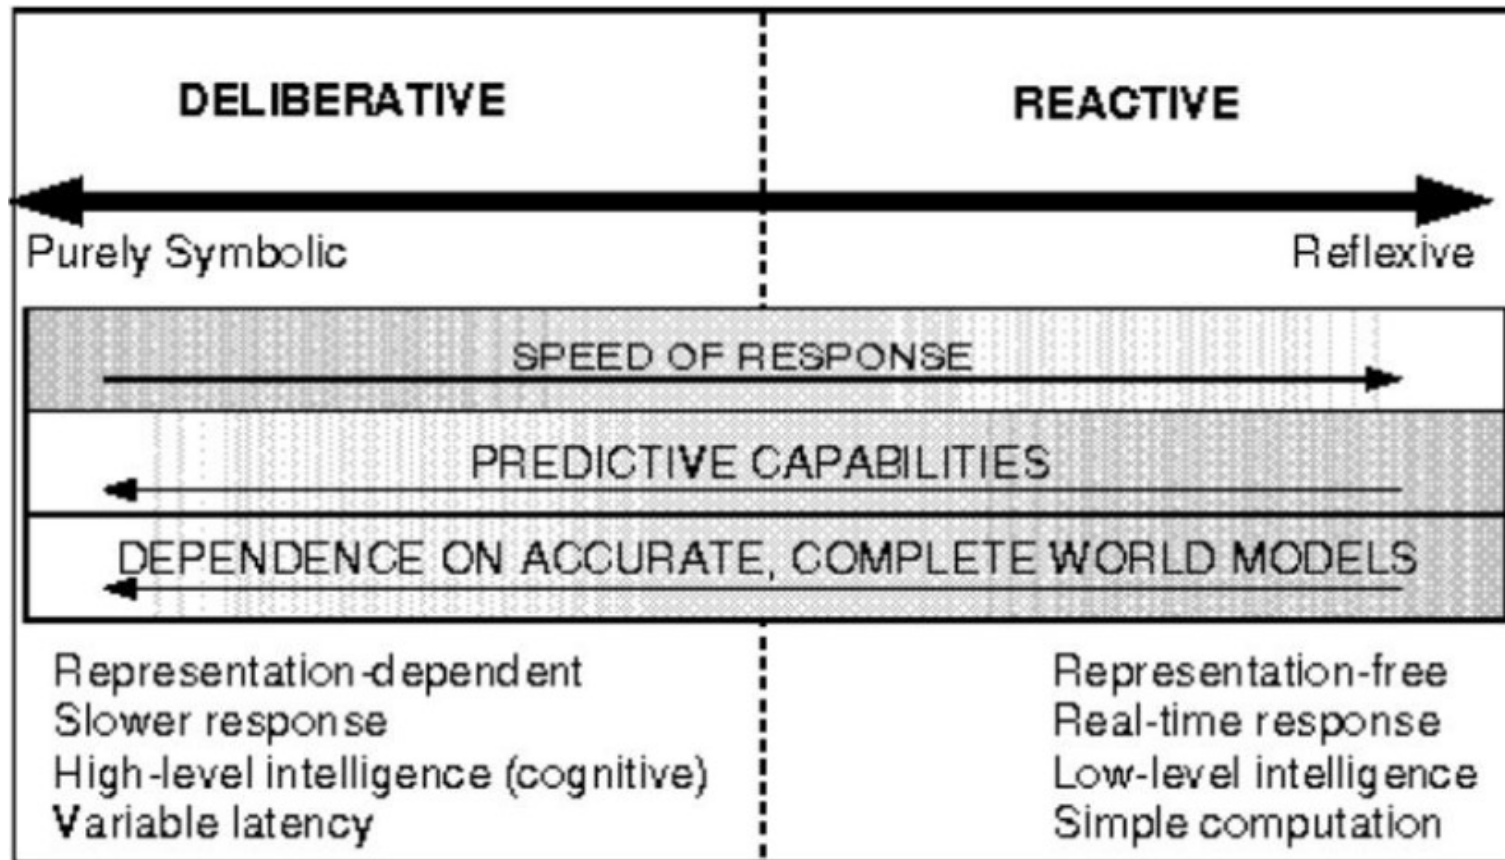 DELIBERATIVE
REACTIVE
Purely Symbolic
Reflexive
SPEED OF RESPONSE
PREDICTIVE CAPABILITIES
DEPENDENCE ON ACCURATE, COMPLETE WORLD MODELS
Representation-dependent
Slower response
High-level intelligence (cognitive)
Variable latency
Representation-free
Real-time response
Low-level intelligence
Simple computation